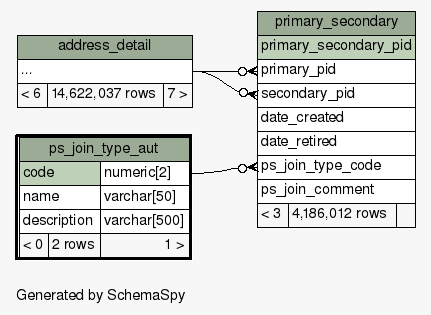 address_detail
...
< 6 14,622,037 rows 7 >
ps_join_type_aut
code numeric[2]
name varchar[50]
description varchar[500]
< 0 2 rows 1 >
primary_secondary
primary_secondary_pid
primary_pid
secondary_pid
date_created
date_retired
ps_join_type_code
ps_join_comment
< 3 4,186,012 rows
Generated by SchemaSpy